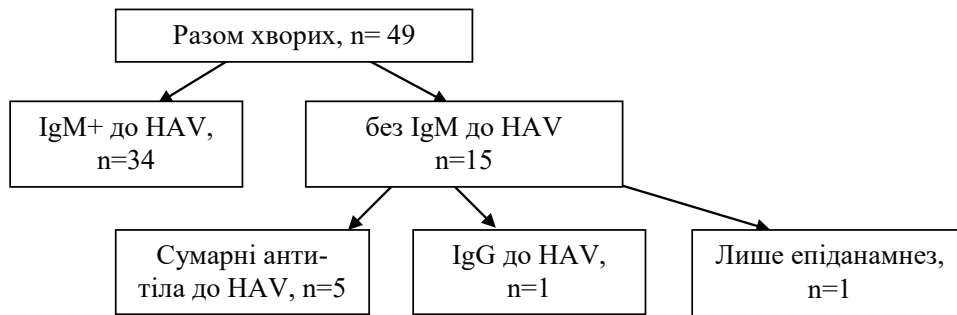 Разом хворих, n= 49
IgM+ до HAV,
n=34
без IgM до HAV
n=15
Сумарні анти-
тіла до HAV, n=5
IgG до HAV,
n=1
Лише епіданамнез,
n=1